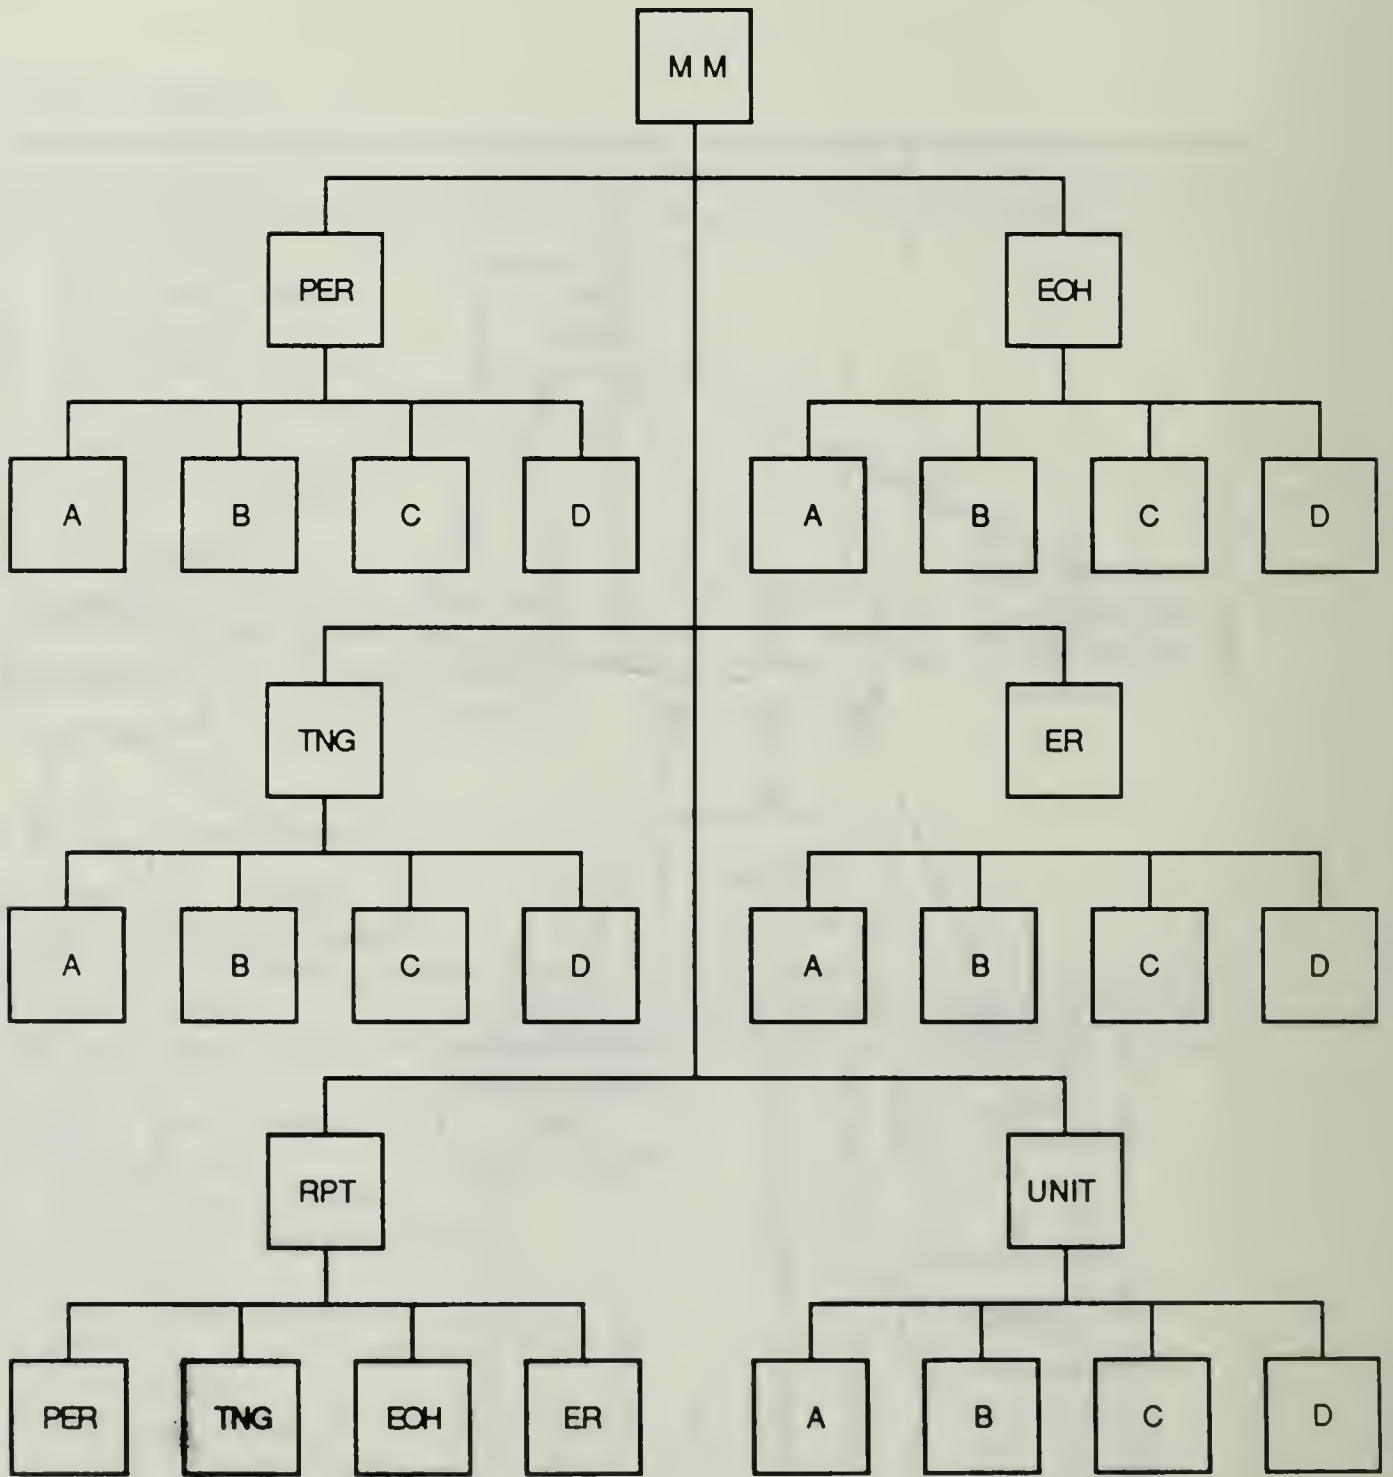 M M
PER
EOH
A B C D A B C D
TNG
ER
A B C D A B C D
RPT
UNIT
PER TNG EOH ER A B C D